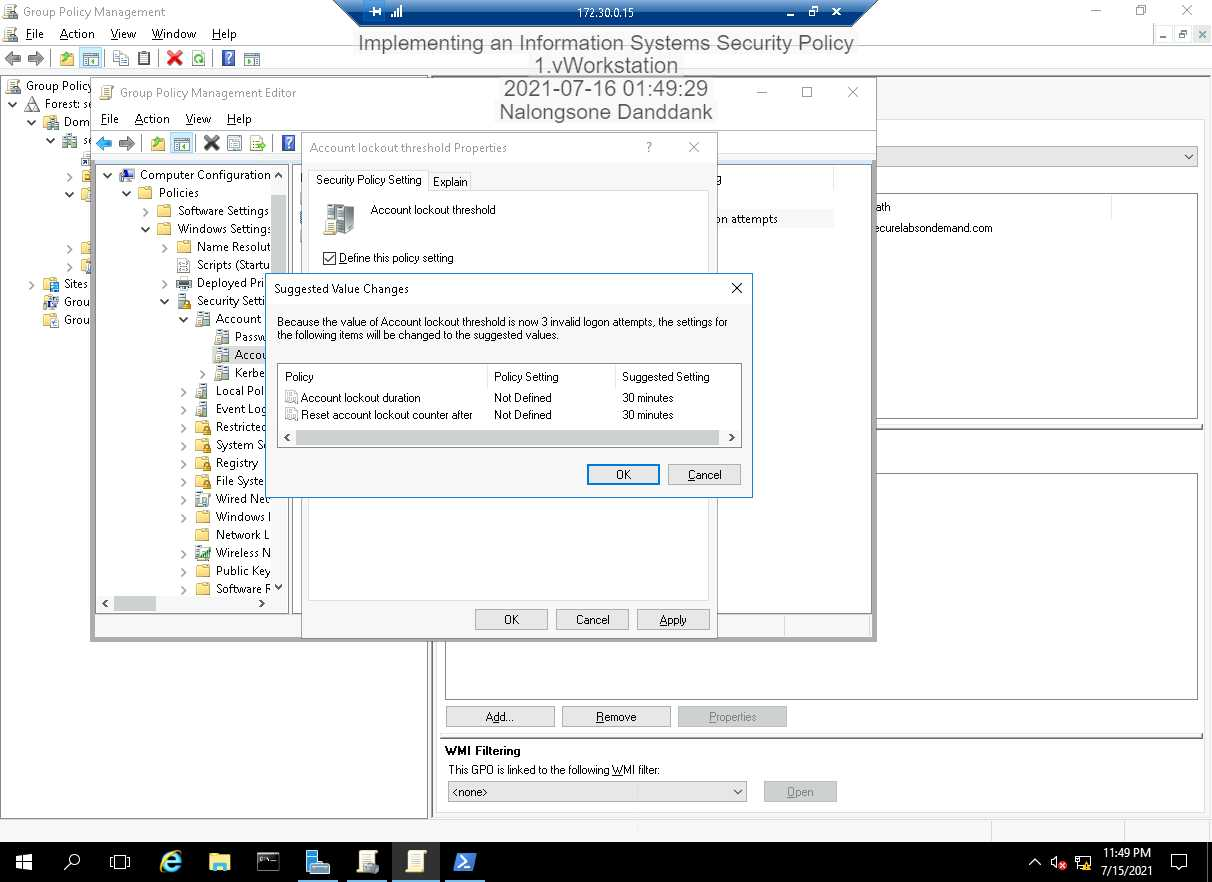 Group Policy Management
172.30.0.15
File Action View Window Help
Implementing an Information Systems Security Policy
1.vWorkstation
2021-07-16 01:49:29
Nalongsone Danddank
Group Policy
Forest:
Group Policy Management Editor
File Action View Help
Account lockout threshold Properties
?
Security Policy Setting
Explain
Account lockout threshold
Define this policy setting
Computer Configuration
Policies
Software Settings
Windows Settings
Name Resolut
Scripts (Startu
Deployed Pri
Security Setti
Account
Passw
Accou
Kerbe
Local Pol
Event Log
Restricted
System Se
Registry
File Syste
Wired Net
Windows
Network L
Wireless N
Public Key
Software R
Sites
Grou
Grou
on attempts
ath
ecurelabsondemand.com
Suggested Value Changes
Because the value of Account lockout threshold is now 3 invalid logon attempts, the settings for
the following items will be changed to the suggested values.
Policy Policy Setting Suggested Setting
Account lockout duration Not Defined 30 minutes
Reset account lockout counter after Not Defined 30 minutes
OK Cancel
OK Cancel Apply
Add... Remove Properties
WMI Filtering
This GPO is linked to the following WMI filter:
<none> Open
11:49 PM
7/15/2021